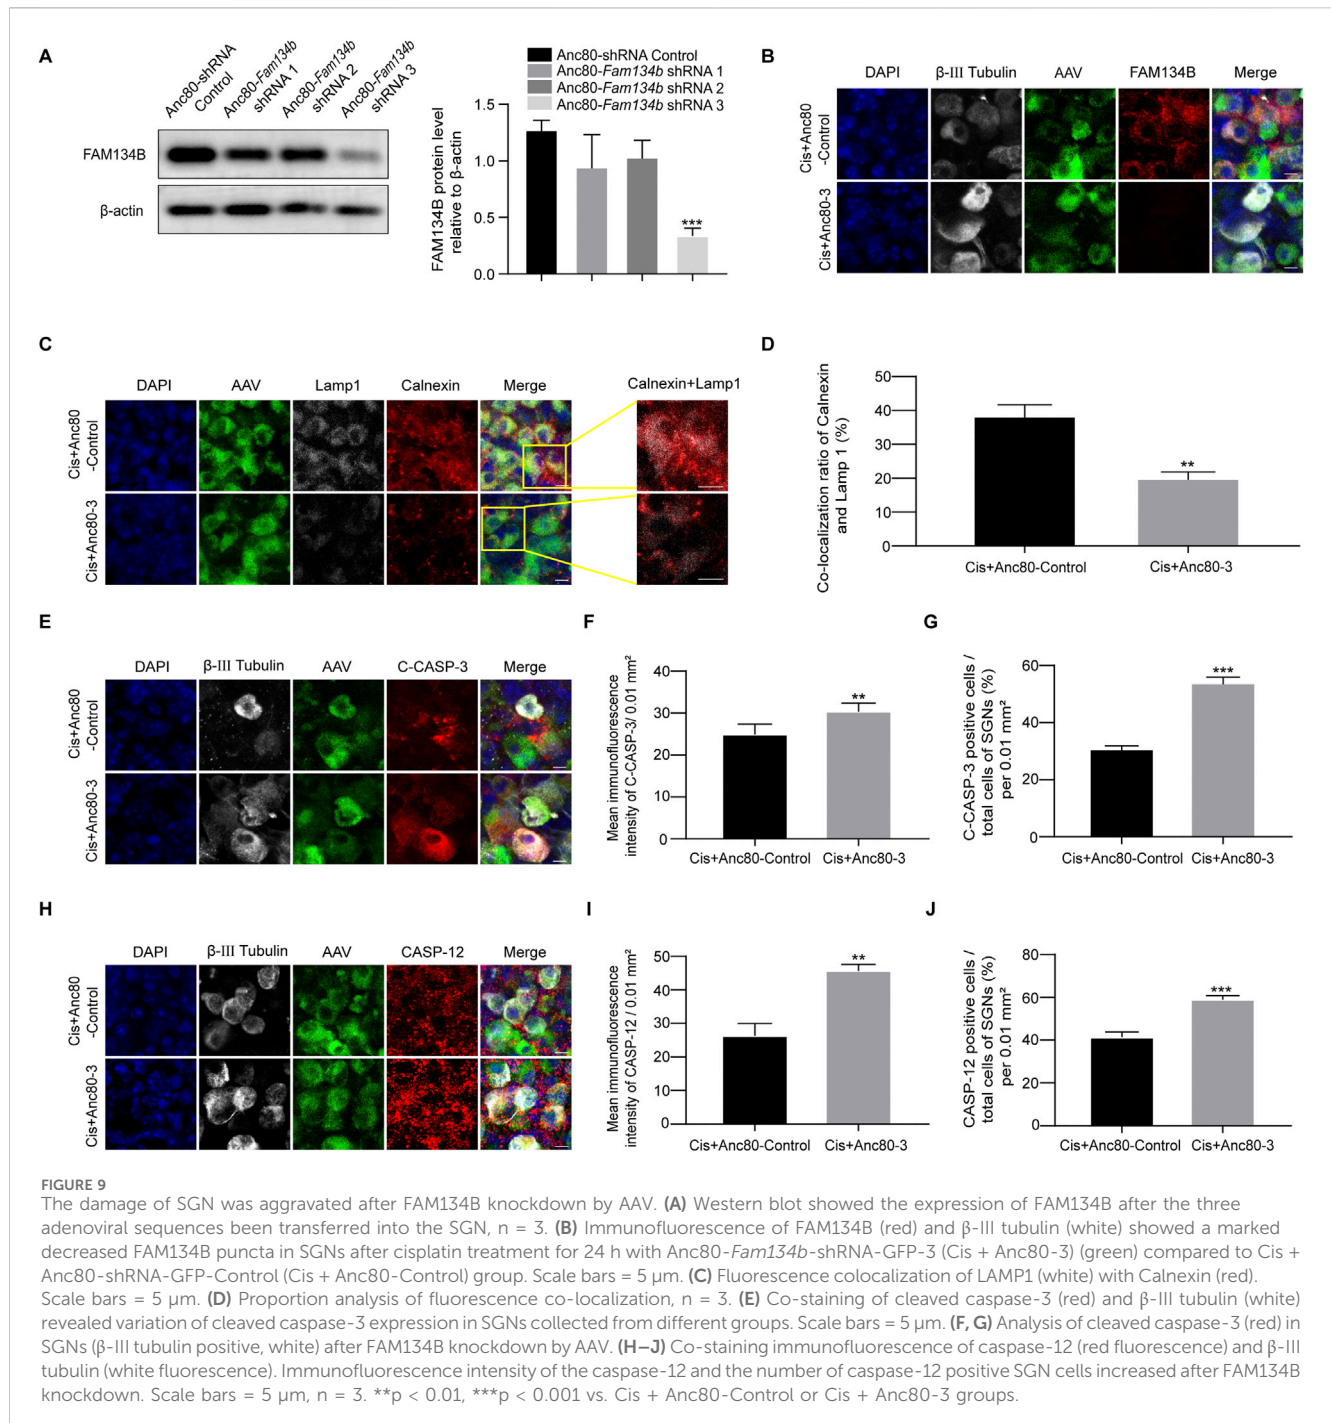 A
Anc80-shRNA
Control
Anc80-Fam134b
shRNA 1
Anc80-Fam134b
shRNA 2
Anc80-Fam134b
shRNA 3
FAM134B
β-actin
Anc80-shRNA Control
Anc80-Fam134b shRNA 1
Anc80-Fam134b shRNA 2
Anc80-Fam134b shRNA 3
FAM134B protein level
relative to β-actin
1.5
1.0
0.5
0.0
***
B
DAPI β-III Tubulin AAV FAM134B Merge
Cis+Anc80
-Control
Cis+Anc80-3
C
DAPI AAV Lamp1 Calnexin Merge Calnexin+Lamp1
Cis+Anc80
-Control
Cis+Anc80-3
D
Co-localization ratio of Calnexin
and Lamp 1 (%)
50
40
30
20
10
0
**
Cis+Anc80-Control Cis+Anc80-3
E
DAPI β-III Tubulin AAV C-CASP-3 Merge
Cis+Anc80
-Control
Cis+Anc80-3
F
Mean immunofluorescence
intensity of C-CASP-3/ 0.01 mm²
40
30
20
10
0
**
Cis+Anc80-Control Cis+Anc80-3
G
C-CASP-3 positive cells /
total cells of SGNs (%)
per 0.01 mm²
60
40
20
0
***
Cis+Anc80-Control Cis+Anc80-3
H
DAPI β-III Tubulin AAV CASP-12 Merge
Cis+Anc80
-Control
Cis+Anc80-3
I
Mean immunofluorescence
intensity of CASP-12 / 0.01 mm²
50
40
30
20
10
0
**
Cis+Anc80-Control Cis+Anc80-3
J
CASP-12 positive cells /
total cells of SGNs (%)
per 0.01 mm²
80
60
40
20
0
***
Cis+Anc80-Control Cis+Anc80-3
FIGURE 9
The damage of SGN was aggravated after FAM134B knockdown by AAV. (A) Western blot showed the expression of FAM134B after the three
adenoviral sequences been transferred into the SGN, n = 3. (B) Immunofluorescence of FAM134B (red) and β-III tubulin (white) showed a marked
decreased FAM134B puncta in SGNs after cisplatin treatment for 24 h with Anc80-Fam134b-shRNA-GFP-3 (Cis + Anc80-3) (green) compared to Cis +
Anc80-shRNA-GFP-Control (Cis + Anc80-Control) group. Scale bars = 5 µm. (C) Fluorescence colocalization of LAMP1 (white) with Calnexin (red).
Scale bars = 5 µm. (D) Proportion analysis of fluorescence co-localization, n = 3. (E) Co-staining of cleaved caspase-3 (red) and β-III tubulin (white)
revealed variation of cleaved caspase-3 expression in SGNs collected from different groups. Scale bars = 5 µm. (F, G) Analysis of cleaved caspase-3 (red) in
SGNs (β-III tubulin positive, white) after FAM134B knockdown by AAV. (H–J) Co-staining immunofluorescence of caspase-12 (red fluorescence) and β-III
tubulin (white fluorescence). Immunofluorescence intensity of the caspase-12 and the number of caspase-12 positive SGN cells increased after FAM134B
knockdown. Scale bars = 5 µm, n = 3. **p < 0.01, ***p < 0.001 vs. Cis + Anc80-Control or Cis + Anc80-3 groups.